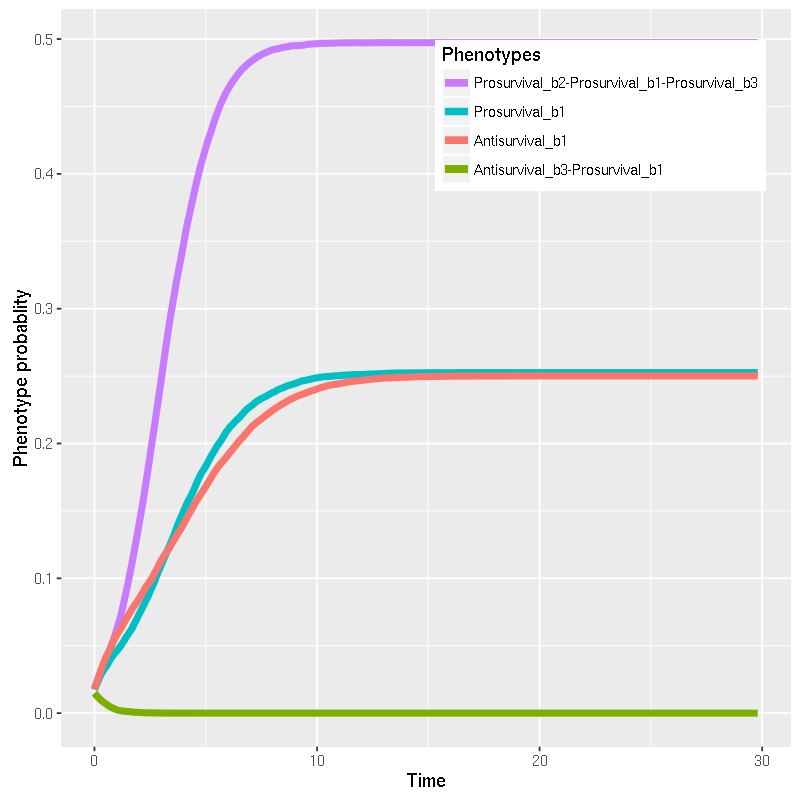 0.5
0.4
0.3
0.2
0.1
0.0
Phenotype probablity
0
10
20
30
Time
Phenotypes
Prosurvival_b2-Prosurvival_b1-Prosurvival_b3
Prosurvival_b1
Antisurvival_b1
Antisurvival_b3-Prosurvival_b1